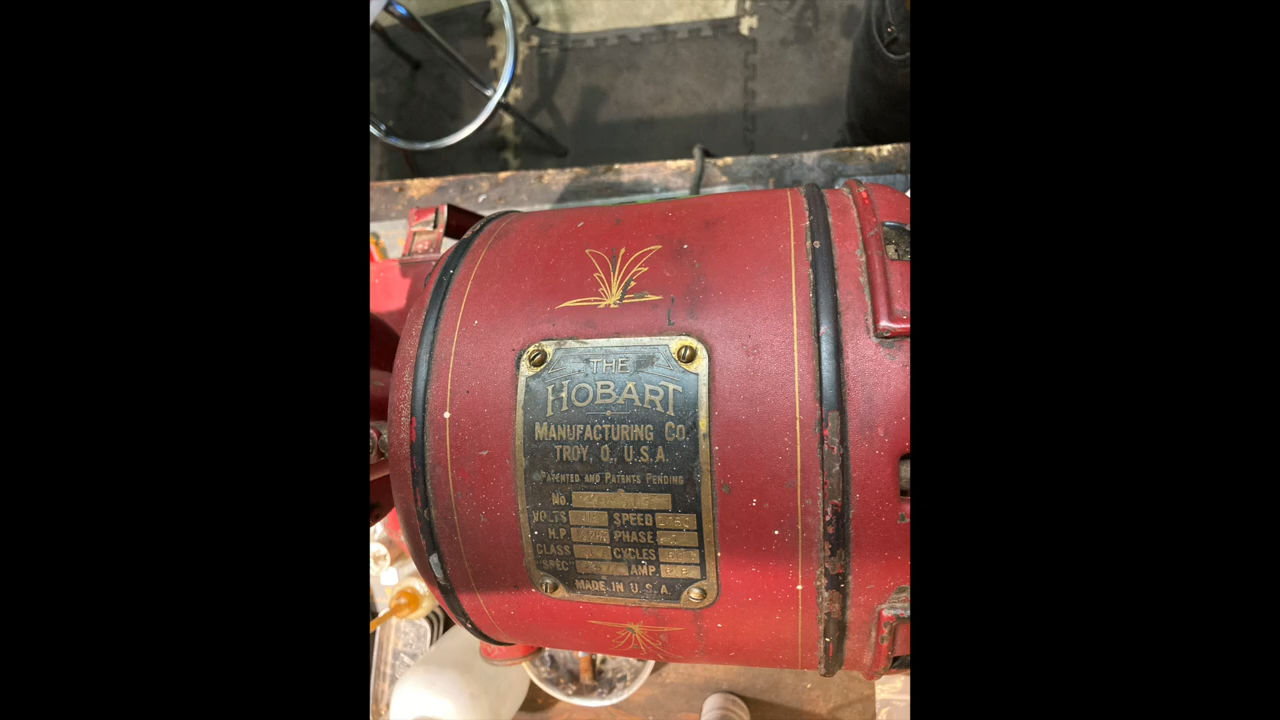 THE
HOBART
MANUFACTURING CO.
TROY, O., U.S.A.
PATENTED AND PATENTS PENDING
No.
VOLTS SPEED
H.P. PHASE
CLASS CYCLES
"SPEC" AMP.
MADE IN U.S.A.